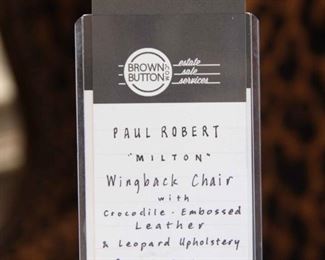 BROWN
BUTTON
estate
sale
services
PAUL ROBERT
"MILTON"
Wingback Chair
with
Crocodile - Embossed
Leather
& Leopard Upholstery